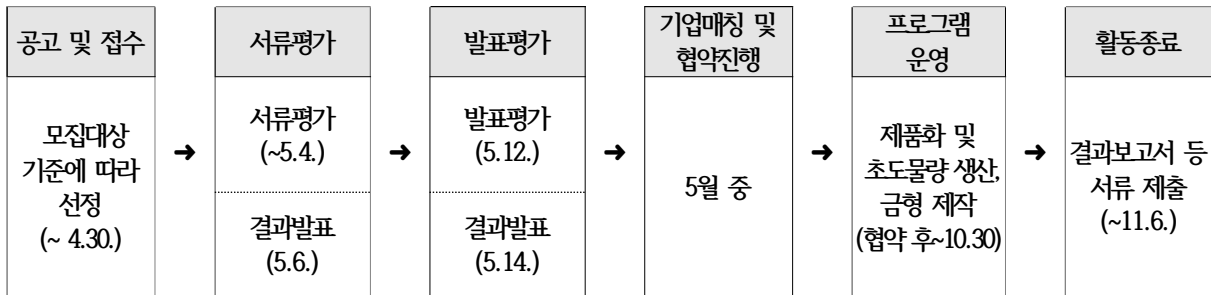 공고 및 접수
모집대상
기준에 따라
선정
(~ 4.30.)
➜
서류평가
서류평가
(~5.4.)
결과발표
(5.6.)
➜
발표평가
발표평가
(5.12.)
결과발표
(5.14.)
➜
기업매칭 및
협약진행
5월 중
➜
프로그램
운영
제품화 및
초도물량 생산,
금형 제작
(협약 후~10.30)
➜
활동종료
결과보고서 등
서류 제출
(~11.6.)